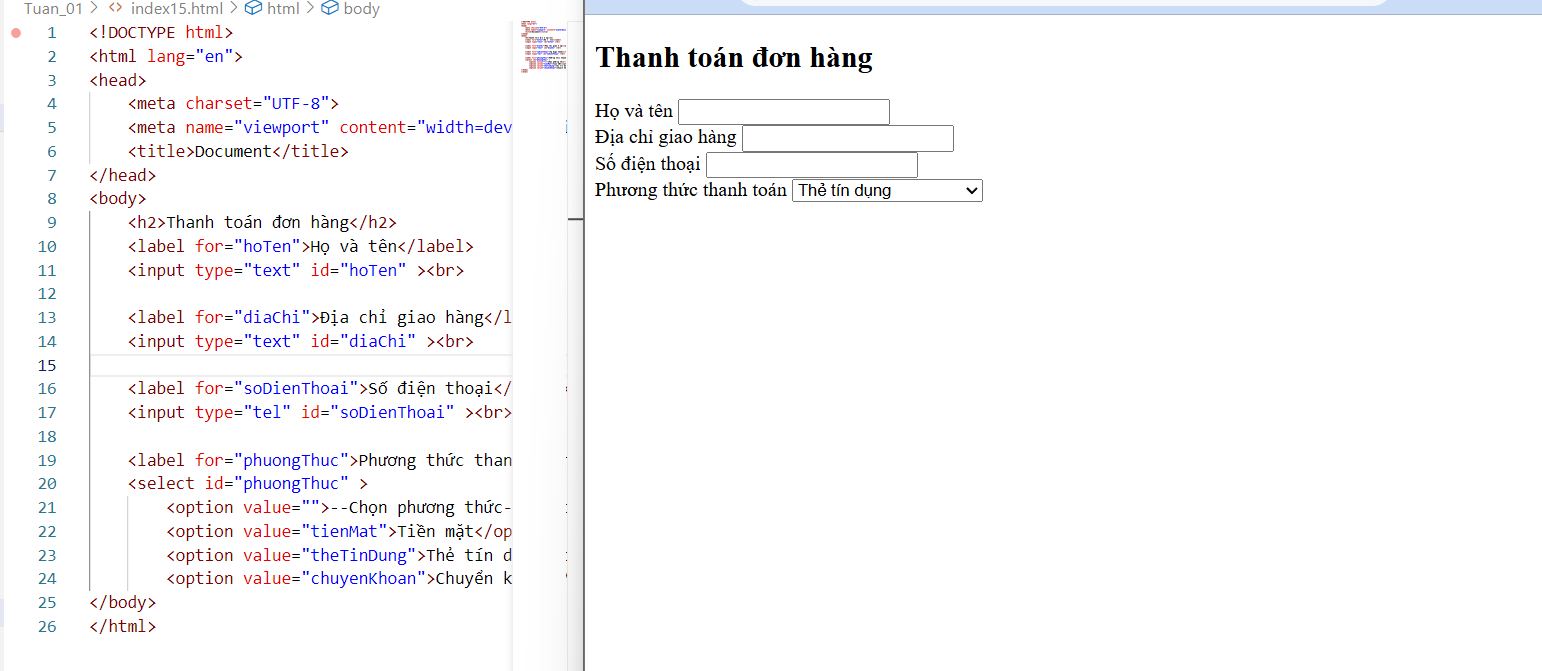 Tuan_01 > <> index15.html > html > body
1 <!DOCTYPE html>
2 <html lang="en">
3 <head>
4 <meta charset="UTF-8">
5 <meta name="viewport" content="width=dev
6 <title>Document</title>
7 </head>
8 <body>
9 <h2>Thanh toán đơn hàng</h2>
10 <label for="hoTen">Họ và tên</label>
11 <input type="text" id="hoTen" ><br>
12
13 <label for="diaChi">Địa chỉ giao hàng</l
14 <input type="text" id="diaChi" ><br>
15
16 <label for="soDienThoai">Số điện thoại</
17 <input type="tel" id="soDienThoai" ><br>
18
19 <label for="phuongThuc">Phương thức than
20 <select id="phuongThuc" >
21 <option value="">--Chọn phương thức-
22 <option value="tienMat">Tiền mặt</op
23 <option value="theTinDung">Thẻ tín d
24 <option value="chuyenKhoan">Chuyển k
25 </body>
26 </html>
Thanh toán đơn hàng
Họ và tên
Địa chỉ giao hàng
Số điện thoại
Phương thức thanh toán Thẻ tín dụng